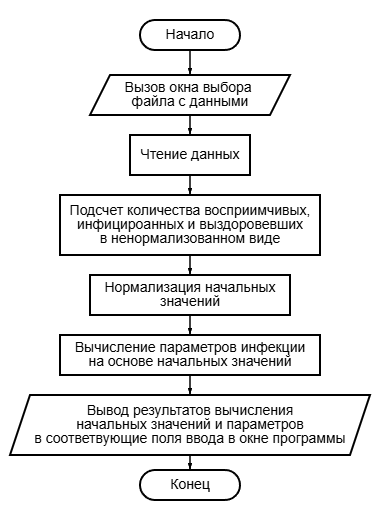 Начало
Вызов окна выбора
файла с данными
Чтение данных
Подсчет количества восприимчивых,
инфицироанных и выздоровевших
в ненормализованном виде
Нормализация начальных
значений
Вычисление параметров инфекции
на основе начальных значений
Вывод результатов вычисления
начальных значений и параметров
в соответвующие поля ввода в окне программы
Конец